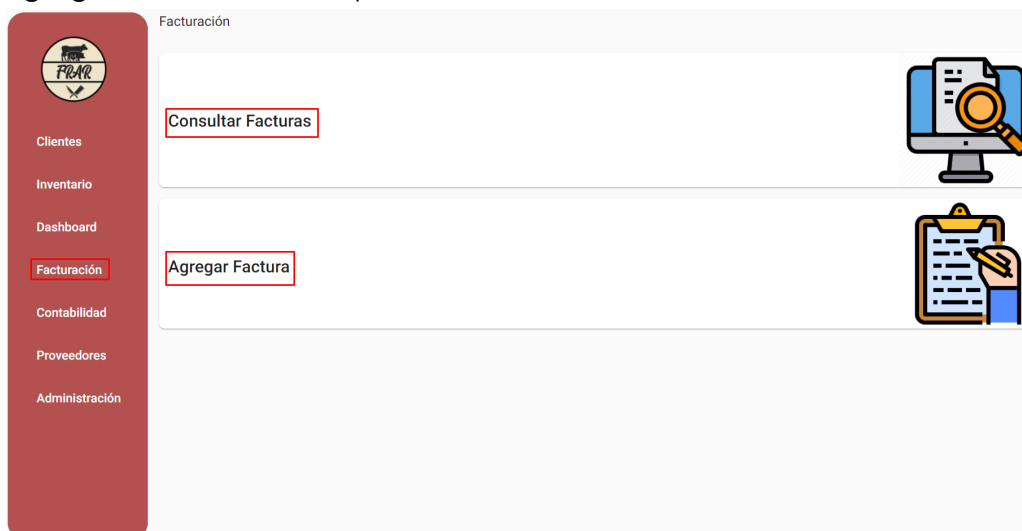 Facturación
FRAR
Consultar Facturas
Clientes
Inventario
Dashboard
Facturación
Agregar Factura
Contabilidad
Proveedores
Administración